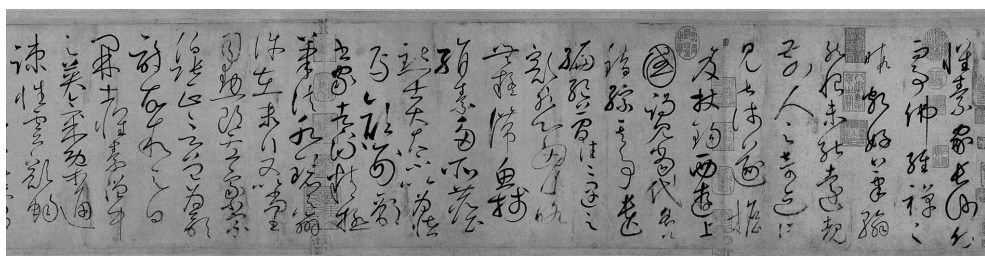 懷素家長沙幼而
事佛經禪之
暇頗好筆翰
然恨未能遠覩
前人之奇迹所
見甚淺遂擔
笈杖錫西遊上
國謁見當代名公
錯綜其事遺
編絕簡往往遇之
豁然心胸略
無疑滯魚牋
絹素多所塵
點士大夫不以為怪
焉顏刑部
書家者流精極
筆法水鏡之辨
許在末行又以尚書
司勳郎盧象小宗
伯張正言曾為歌
詩故敘之曰
開士懷素僧中
之英氣概通
疎性靈豁暢